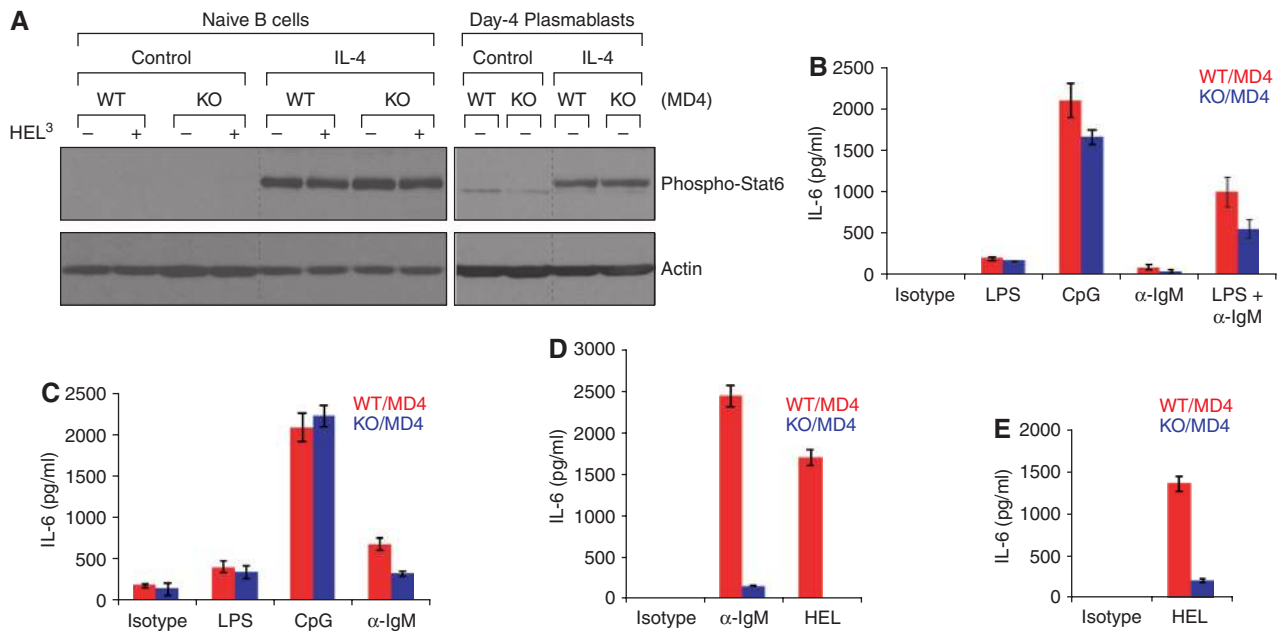 A
Naive B cells
Day-4 Plasmablasts
Control
IL-4
Control
IL-4
WT
KO
WT
KO
WT
KO
WT
KO
(MD4)
HEL³
–
+
–
+
–
+
–
+
–
–
–
–
Phospho-Stat6
Actin
B
WT/MD4
KO/MD4
IL-6 (pg/ml)
2500
2000
1500
1000
500
0
Isotype
LPS
CpG
α-IgM
LPS +
α-IgM
C
WT/MD4
KO/MD4
IL-6 (pg/ml)
2500
2000
1500
1000
500
0
Isotype
LPS
CpG
α-IgM
D
WT/MD4
KO/MD4
IL-6 (pg/ml)
3000
2500
2000
1500
1000
500
0
Isotype
α-IgM
HEL
E
WT/MD4
KO/MD4
IL-6 (pg/ml)
2000
1500
1000
500
0
Isotype
HEL